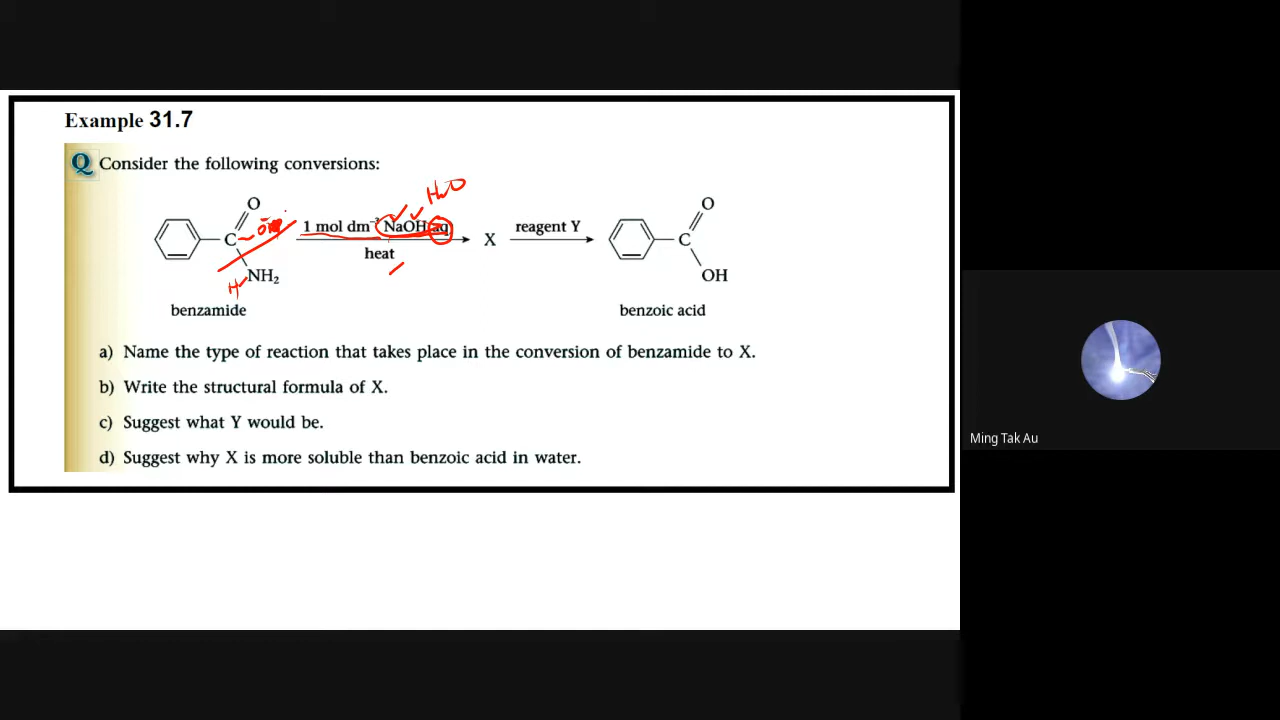 Example 31.7
Q Consider the following conversions:
O
C
NH₂
H
benzamide
H₂O
1 mol dm⁻³ NaOH(aq)
heat
X
reagent Y
O
C
OH
benzoic acid
a) Name the type of reaction that takes place in the conversion of benzamide to X.
b) Write the structural formula of X.
c) Suggest what Y would be.
d) Suggest why X is more soluble than benzoic acid in water.
Ming Tak Au